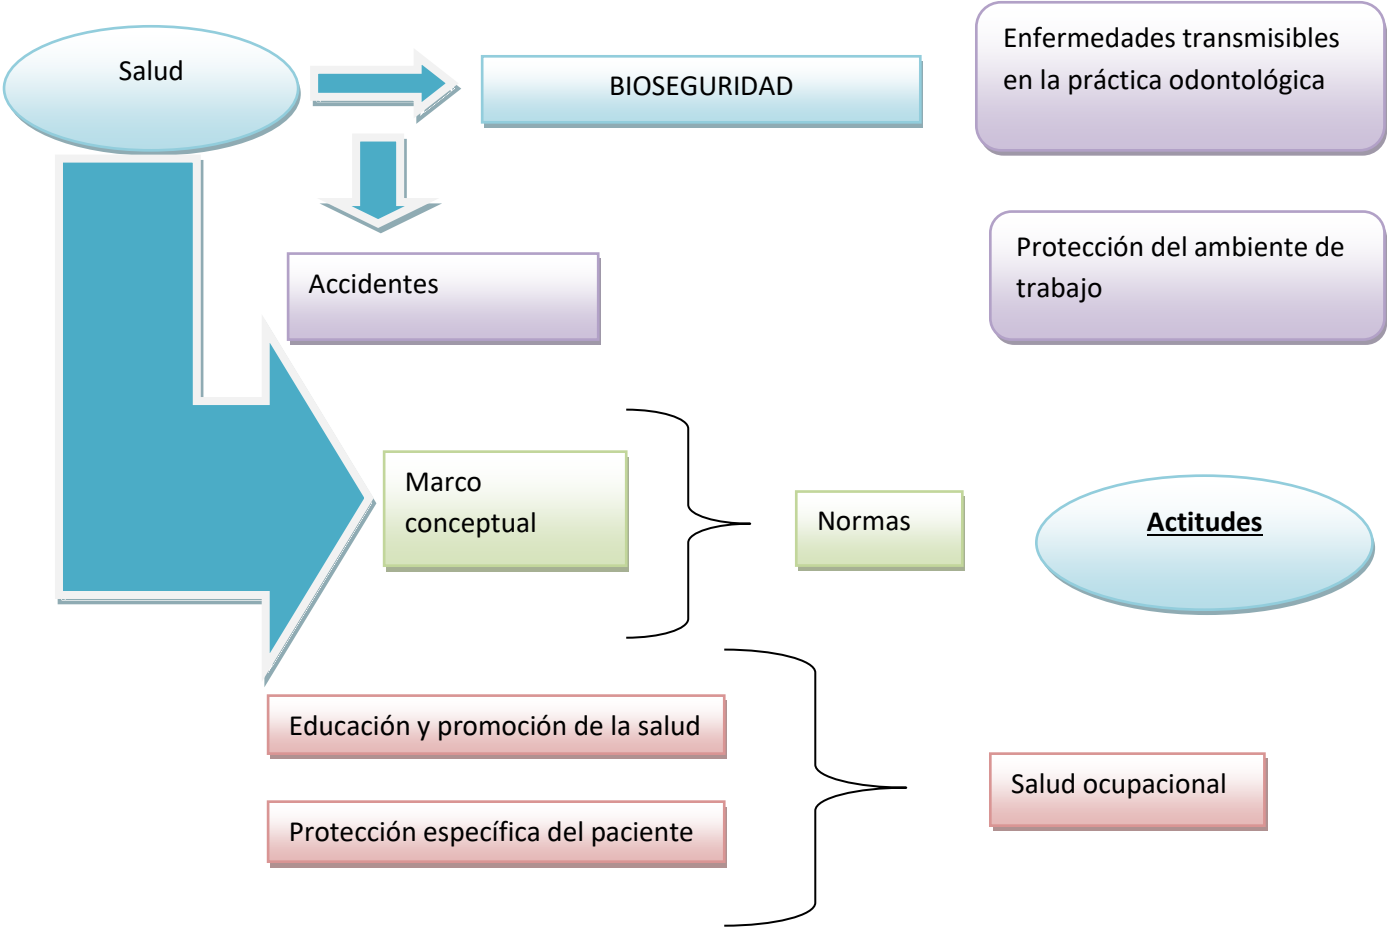 Salud
BIOSEGURIDAD
Enfermedades transmisibles
en la práctica odontológica
Accidentes
Protección del ambiente de
trabajo
Marco
conceptual
Normas
Actitudes
Educación y promoción de la salud
Protección específica del paciente
Salud ocupacional